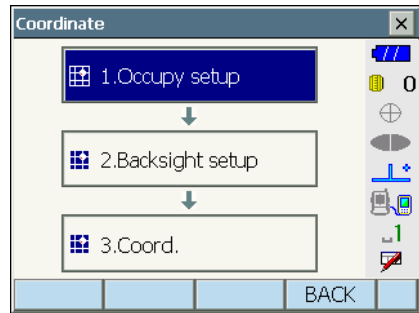 Coordinate
1.Occupy setup
0
2.Backsight setup
3.Coord.
1
BACK